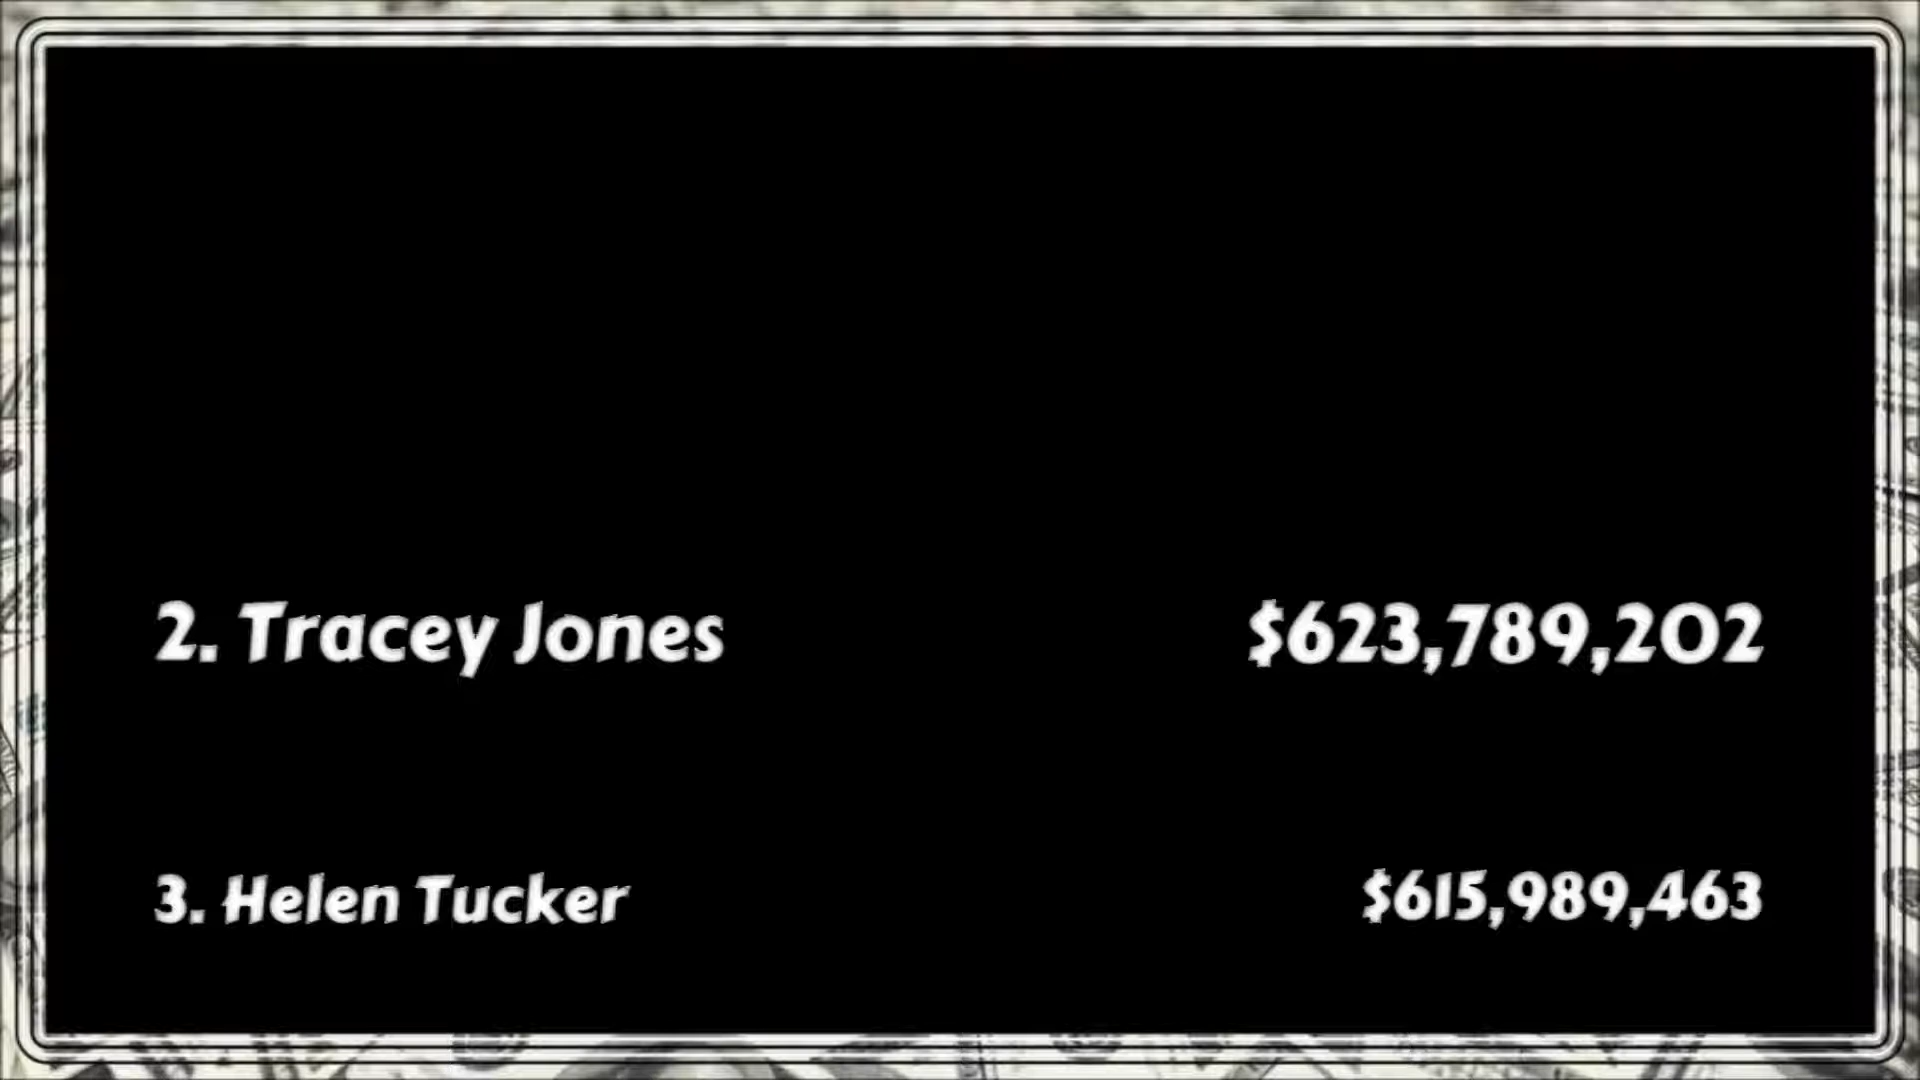 2. Tracey Jones $623,789,202
3. Helen Tucker $615,989,463